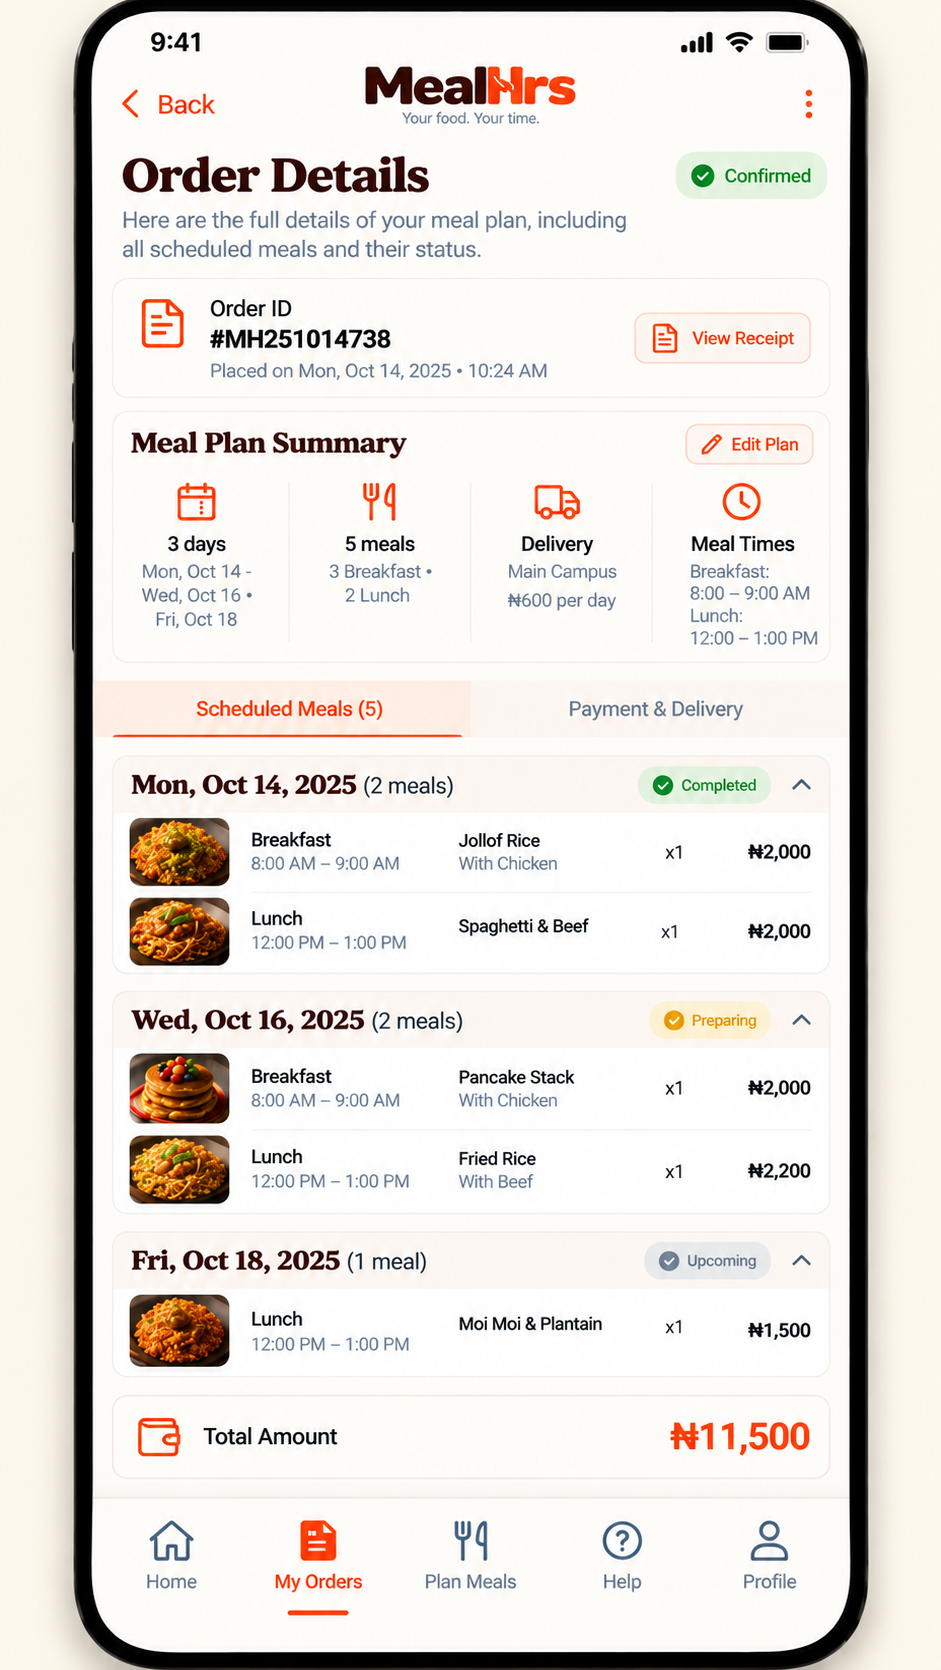 9:41
Back
MealHrs
Your food. Your time.
Order Details
Confirmed
Here are the full details of your meal plan, including
all scheduled meals and their status.
Order ID
#MH251014738
Placed on Mon, Oct 14, 2025 • 10:24 AM
View Receipt
Meal Plan Summary
Edit Plan
3 days
Mon, Oct 14 -
Wed, Oct 16 •
Fri, Oct 18
5 meals
3 Breakfast •
2 Lunch
Delivery
Main Campus
₦600 per day
Meal Times
Breakfast:
8:00 – 9:00 AM
Lunch:
12:00 – 1:00 PM
Scheduled Meals (5)
Payment & Delivery
Mon, Oct 14, 2025 (2 meals)
Completed
Breakfast
8:00 AM – 9:00 AM
Jollof Rice
With Chicken
x1
₦2,000
Lunch
12:00 PM – 1:00 PM
Spaghetti & Beef
x1
₦2,000
Wed, Oct 16, 2025 (2 meals)
Preparing
Breakfast
8:00 AM – 9:00 AM
Pancake Stack
With Chicken
x1
₦2,000
Lunch
12:00 PM – 1:00 PM
Fried Rice
With Beef
x1
₦2,200
Fri, Oct 18, 2025 (1 meal)
Upcoming
Lunch
12:00 PM – 1:00 PM
Moi Moi & Plantain
x1
₦1,500
Total Amount
₦11,500
Home
My Orders
Plan Meals
Help
Profile